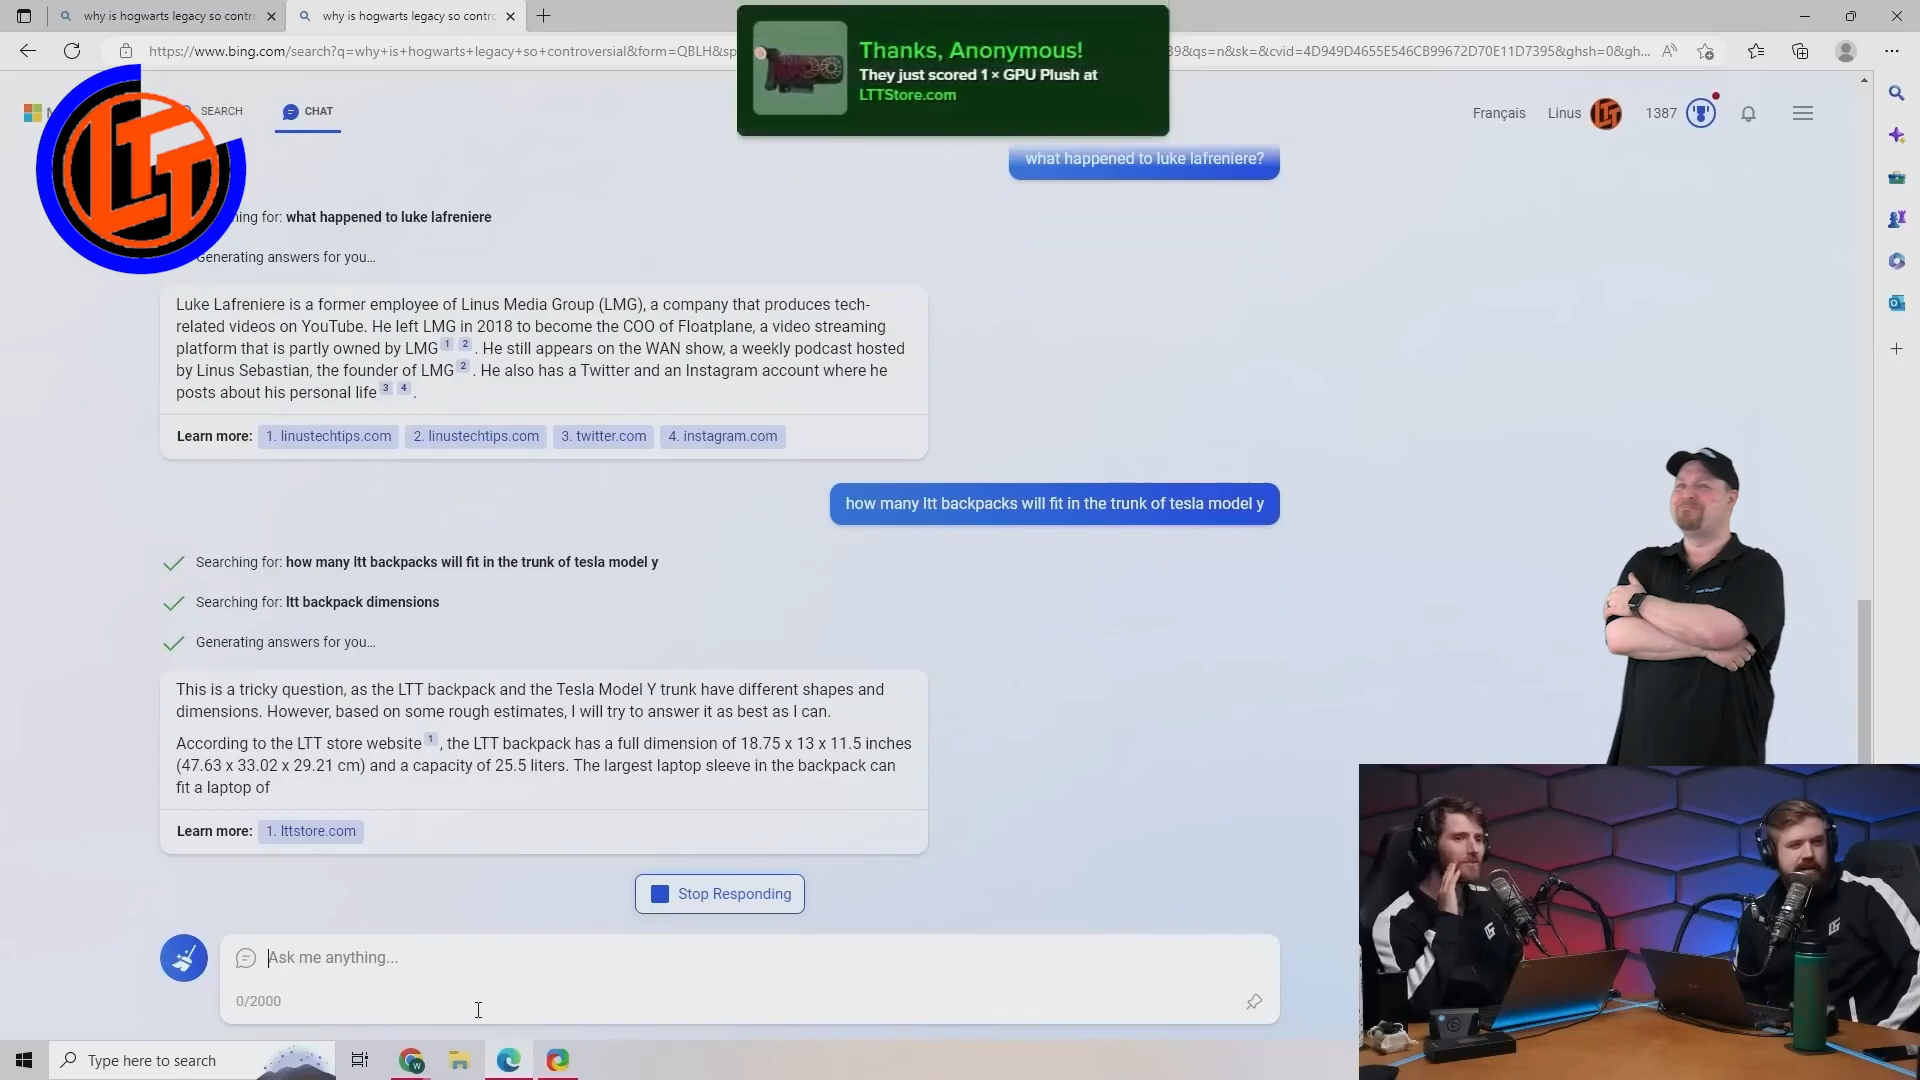 why is hogwarts legacy so contro
why is hogwarts legacy so contro
https://www.bing.com/search?q=why+is+hogwarts+legacy+so+controversial&form=QBLH&sp
39&qs=n&sk=&cvid=4D949D4655E546CB99672D70E11D7395&ghsh=0&gh...
Thanks, Anonymous!
They just scored 1 × GPU Plush at
LTTStore.com
SEARCH
CHAT
Français
Linus
1387
LTT
what happened to luke lafreniere?
ing for: what happened to luke lafreniere
Generating answers for you...
Luke Lafreniere is a former employee of Linus Media Group (LMG), a company that produces tech-
related videos on YouTube. He left LMG in 2018 to become the COO of Floatplane, a video streaming
platform that is partly owned by LMG 1 2 . He still appears on the WAN show, a weekly podcast hosted
by Linus Sebastian, the founder of LMG 2 . He also has a Twitter and an Instagram account where he
posts about his personal life 3 4 .
Learn more: 1. linustechtips.com 2. linustechtips.com 3. twitter.com 4. instagram.com
how many ltt backpacks will fit in the trunk of tesla model y
Searching for: how many ltt backpacks will fit in the trunk of tesla model y
Searching for: ltt backpack dimensions
Generating answers for you...
This is a tricky question, as the LTT backpack and the Tesla Model Y trunk have different shapes and
dimensions. However, based on some rough estimates, I will try to answer it as best as I can.
According to the LTT store website 1 , the LTT backpack has a full dimension of 18.75 x 13 x 11.5 inches
(47.63 x 33.02 x 29.21 cm) and a capacity of 25.5 liters. The largest laptop sleeve in the backpack can
fit a laptop of
Learn more: 1. lttstore.com
Stop Responding
Ask me anything...
0/2000
Type here to search